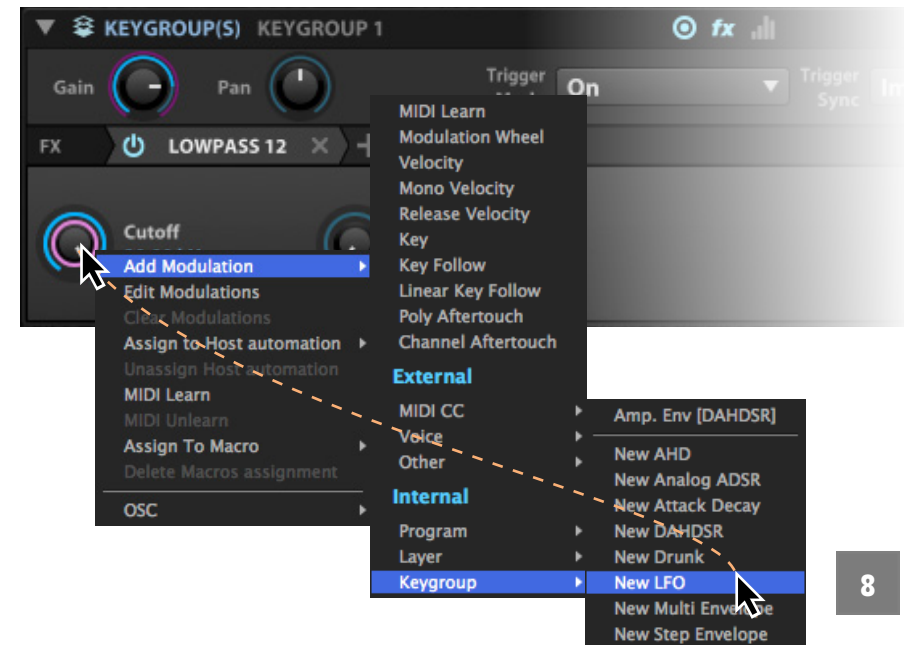 KEYGROUP(S) KEYGROUP 1 fx
Gain Pan Trigger On Trigger Sync
FX LOWPASS 12
Cutoff
Add Modulation
Edit Modulations
Clear Modulations
Assign to Host automation
Unassign Host automation
MIDI Learn
MIDI Unlearn
Assign To Macro
Delete Macros assignment
OSC
MIDI Learn
Modulation Wheel
Velocity
Mono Velocity
Release Velocity
Key
Key Follow
Linear Key Follow
Poly Aftertouch
Channel Aftertouch
External
MIDI CC
Voice
Other
Internal
Program
Layer
Keygroup
Amp. Env [DAHDSR]
New AHD
New Analog ADSR
New Attack Decay
New DAHDSR
New Drunk
New LFO
New Multi Envelope
New Step Envelope
8